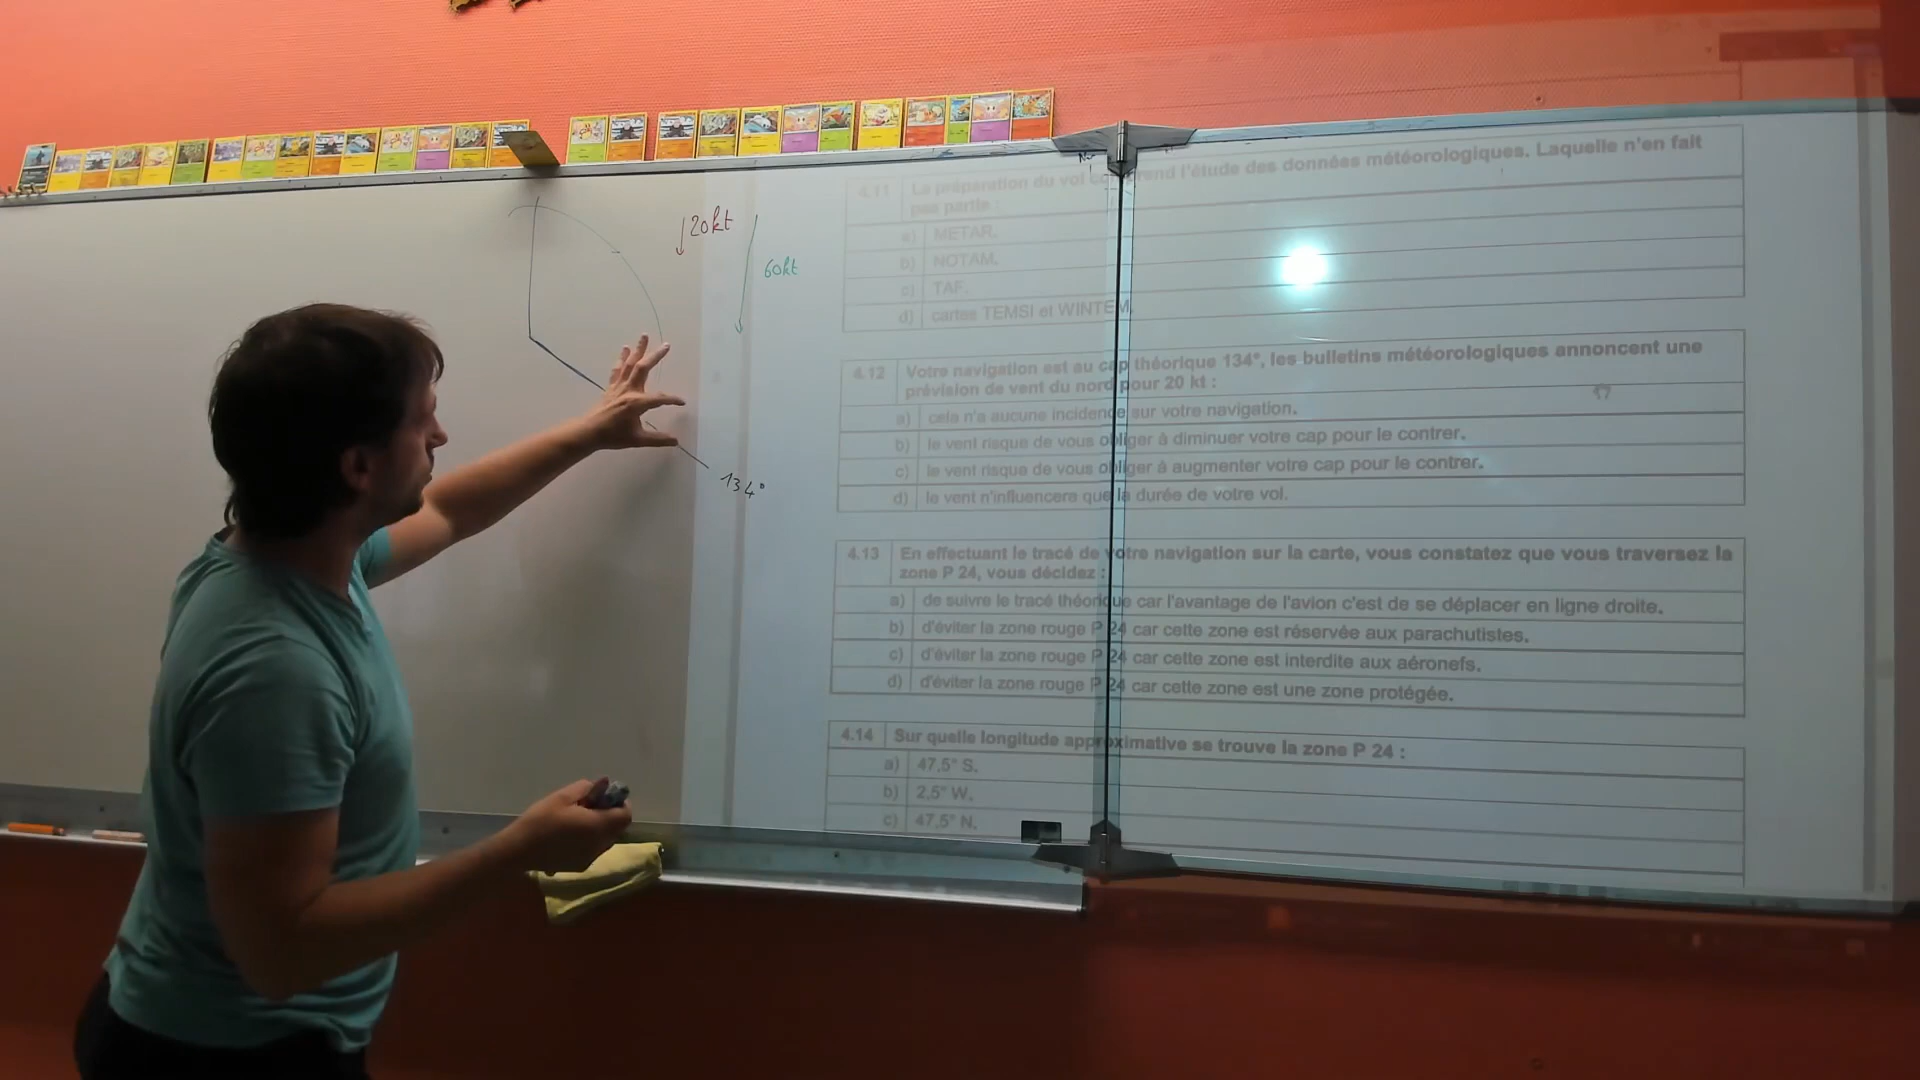 20kt
60kt
134°
4.11 La préparation du vol comprend l'étude des données météorologiques. Laquelle n'en fait
pas partie :
a) METAR.
b) NOTAM.
c) TAF.
d) cartes TEMSI et WINTEM.
4.12 Votre navigation est au cap théorique 134°, les bulletins météorologiques annoncent une
prévision de vent du nord pour 20 kt :
a) cela n'a aucune incidence sur votre navigation.
b) le vent risque de vous obliger à diminuer votre cap pour le contrer.
c) le vent risque de vous obliger à augmenter votre cap pour le contrer.
d) le vent n'influencera que la durée de votre vol.
4.13 En effectuant le tracé de votre navigation sur la carte, vous constatez que vous traversez la
zone P 24, vous décidez :
a) de suivre le tracé théorique car l'avantage de l'avion c'est de se déplacer en ligne droite.
b) d'éviter la zone rouge P 24 car cette zone est réservée aux parachutistes.
c) d'éviter la zone rouge P 24 car cette zone est interdite aux aéronefs.
d) d'éviter la zone rouge P 24 car cette zone est une zone protégée.
4.14 Sur quelle longitude approximative se trouve la zone P 24 :
a) 47,5° S.
b) 2,5° W.
c) 47,5° N.